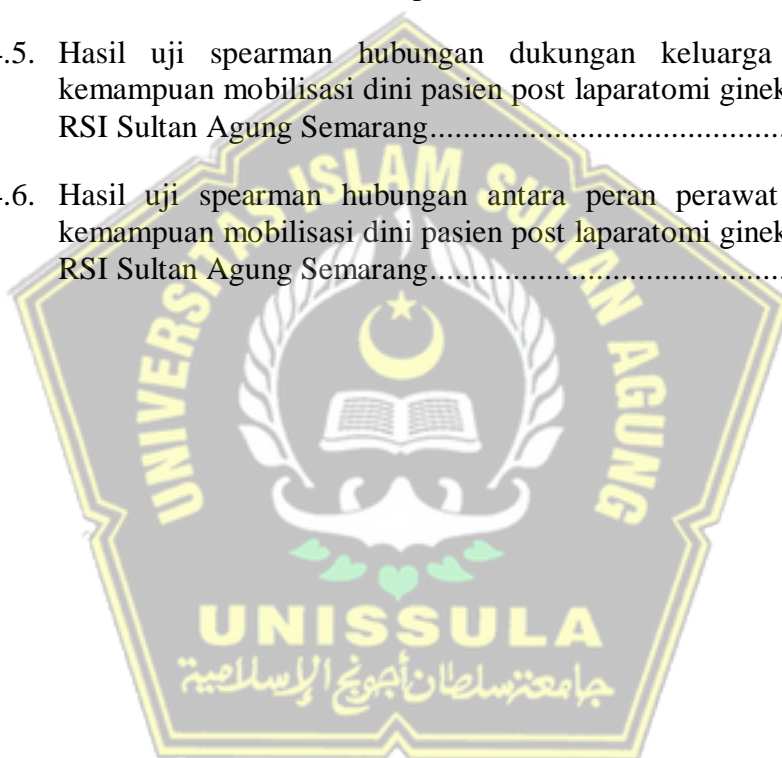 .5. Hasil uji spearman hubungan dukungan keluarga
kemampuan mobilisasi dini pasien post laparatomi ginek
RSI Sultan Agung Semarang........................................
.6. Hasil uji spearman hubungan antara peran perawat
kemampuan mobilisasi dini pasien post laparatomi ginek
RSI Sultan Agung Semarang........................................
UNIVERSITAS ISLAM SULTAN AGUNG
UNISSULA
جامعة سلطان أجونج الإسلامية